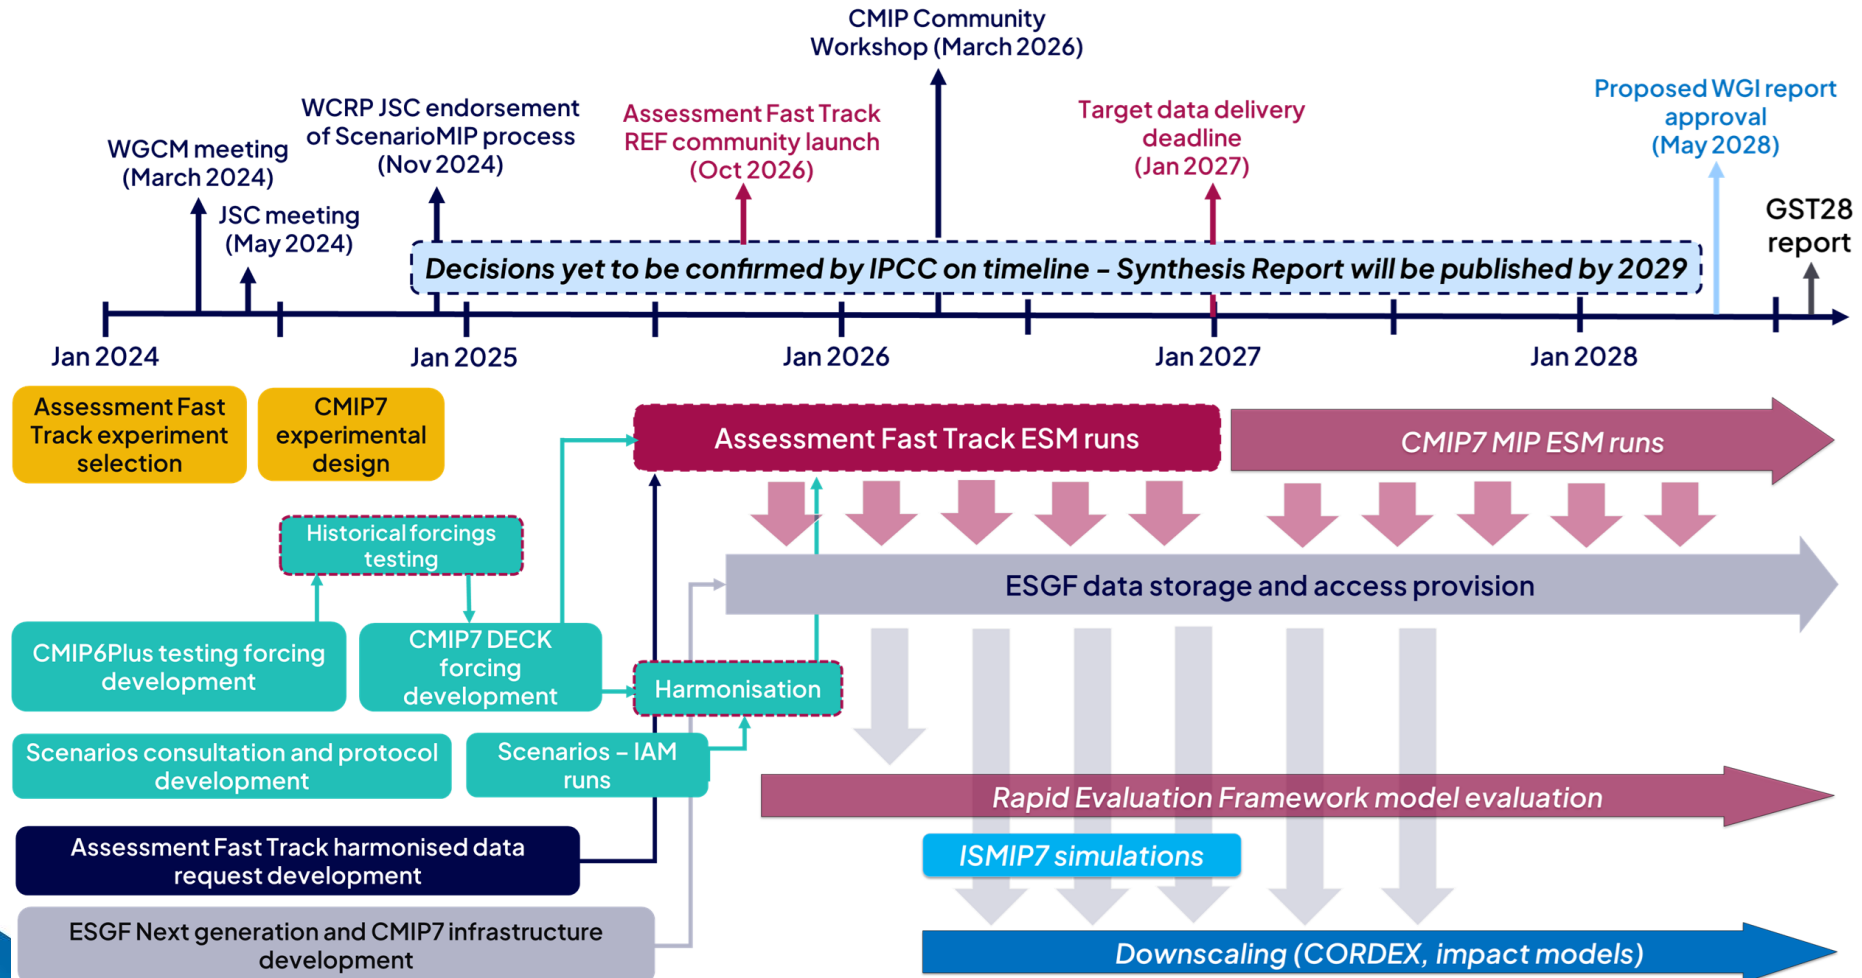 CMIP Community
Workshop (March 2026)
WGCM meeting
(March 2024)
JSC meeting
(May 2024)
WCRP JSC endorsement
of ScenarioMIP process
(Nov 2024)
Assessment Fast Track
REF community launch
(Oct 2026)
Target data delivery
deadline
(Jan 2027)
Proposed WGI report
approval
(May 2028)
GST28
report
Decisions yet to be confirmed by IPCC on timeline – Synthesis Report will be published by 2029
Jan 2024
Jan 2025
Jan 2026
Jan 2027
Jan 2028
Assessment Fast
Track experiment
selection
CMIP7
experimental
design
Assessment Fast Track ESM runs
CMIP7 MIP ESM runs
Historical forcings
testing
ESGF data storage and access provision
CMIP6Plus testing forcing
development
CMIP7 DECK
forcing
development
Harmonisation
Scenarios consultation and protocol
development
Scenarios – IAM
runs
Rapid Evaluation Framework model evaluation
Assessment Fast Track harmonised data
request development
ISMIP7 simulations
ESGF Next generation and CMIP7 infrastructure
development
Downscaling (CORDEX, impact models)